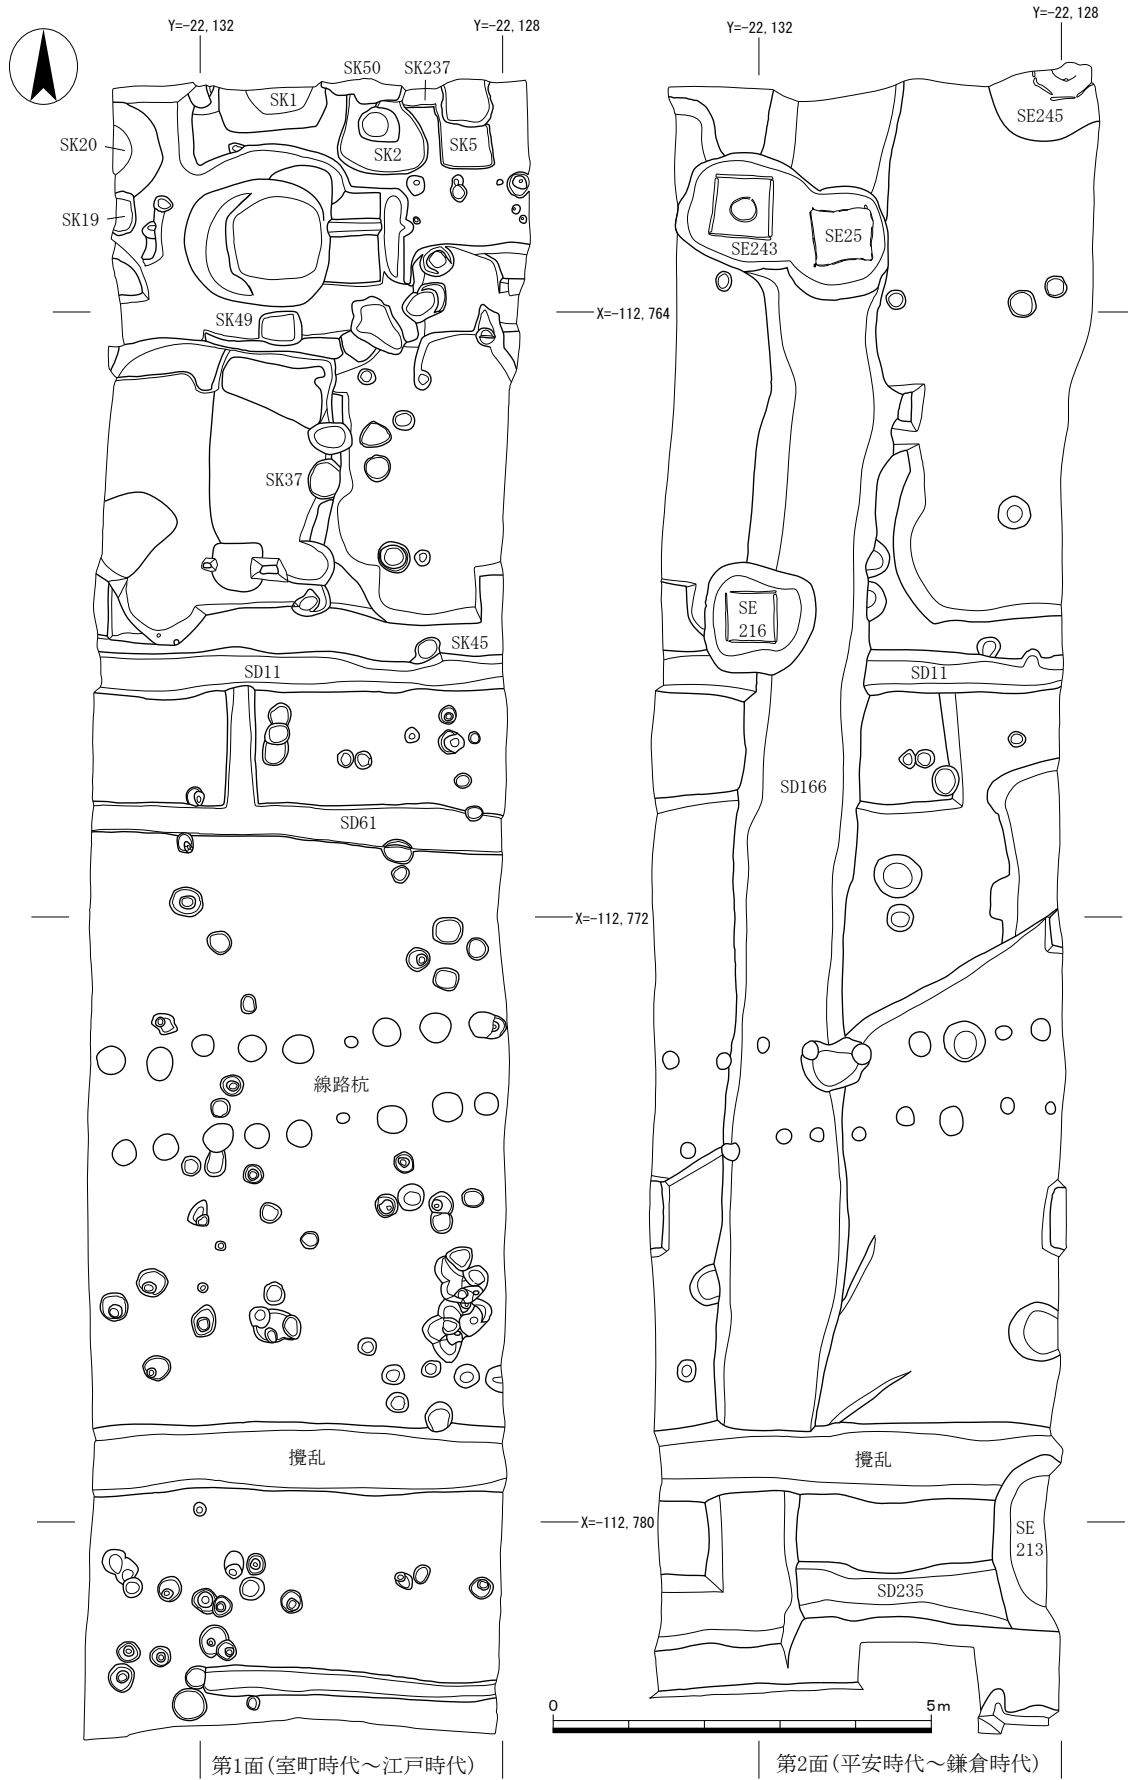 Y=-22,132
Y=-22,128
SK50
SK237
SK1
SK20
SK2
SK5
SK19
SK49
SK37
SK45
SD11
SD61
線路杭
攪乱
第1面(室町時代～江戸時代)
Y=-22,132
Y=-22,128
SE245
SE243
SE25
X=-112,764
SE
216
SD11
SD166
X=-112,772
攪乱
X=-112,780
SE
213
SD235
0
5m
第2面(平安時代～鎌倉時代)